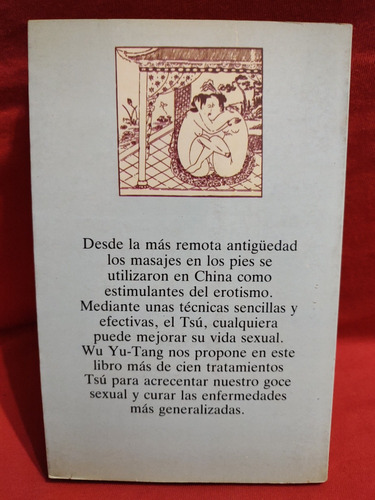 Desde la más remota antigüedad
los masajes en los pies se
utilizaron en China como
estimulantes del erotismo.
Mediante unas técnicas sencillas y
efectivas, el Tsú, cualquiera
puede mejorar su vida sexual.
Wu Yu-Tang nos propone en este
libro más de cien tratamientos
Tsú para acrecentar nuestro goce
sexual y curar las enfermedades
más generalizadas.